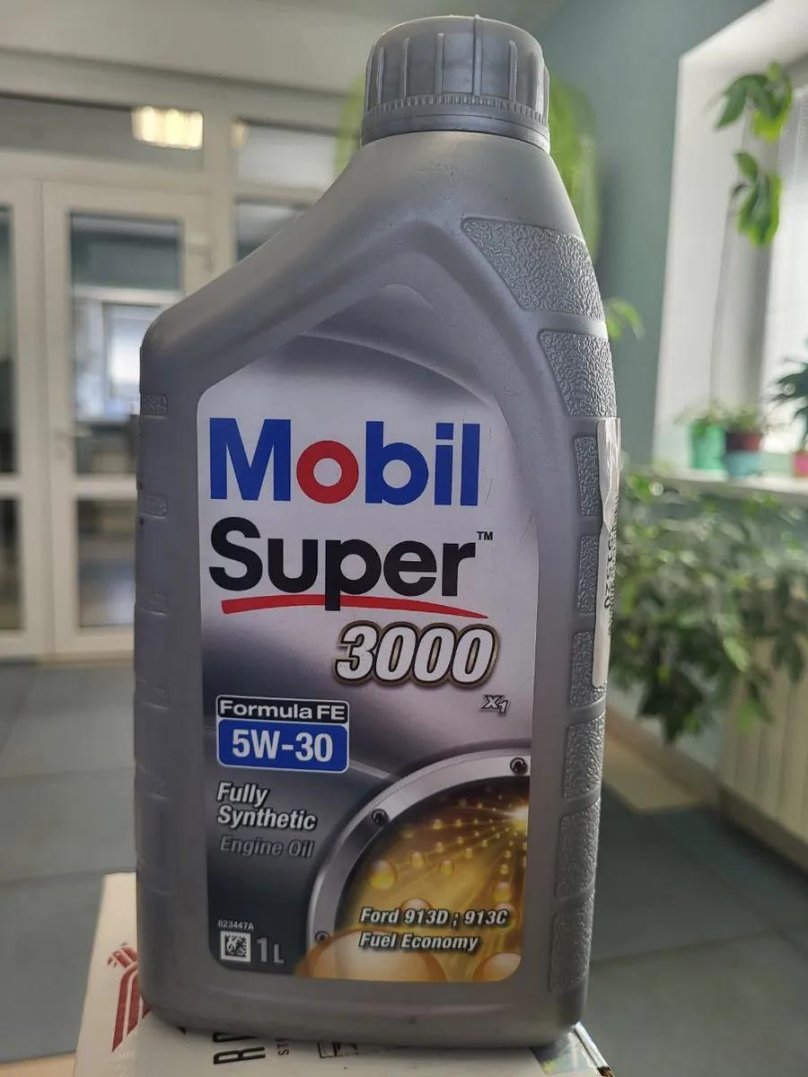 Mobil
Super™
3000
X1
Formula FE
5W-30
Fully
Synthetic
Engine Oil
Ford 913D ; 913C
Fuel Economy
823447A
1L